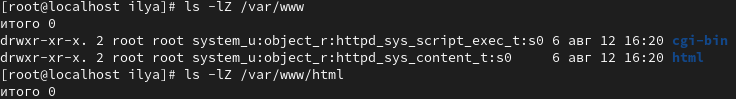 [root@localhost ilya]# ls -lZ /var/www
итого 0
drwxr-xr-x. 2 root root system_u:object_r:httpd_sys_script_exec_t:s0 6 авг 12 16:20 cgi-bin
drwxr-xr-x. 2 root root system_u:object_r:httpd_sys_content_t:s0     6 авг 12 16:20 html
[root@localhost ilya]# ls -lZ /var/www/html
итого 0